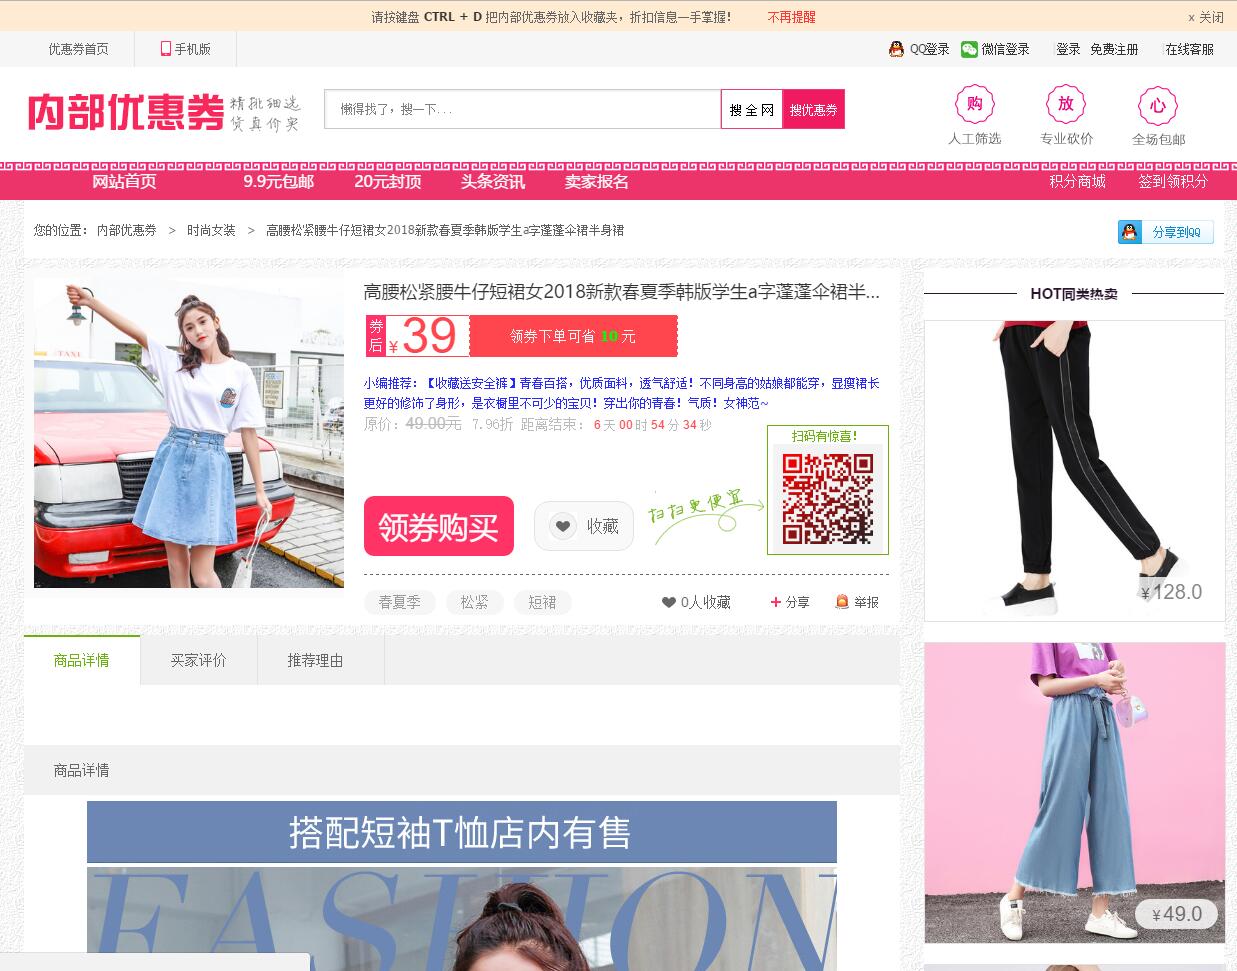 请按键盘 CTRL + D 把内部优惠券放入收藏夹，折扣信息一手掌握！ 不再提醒 x 关闭
优惠券首页 手机版 QQ登录 微信登录 登录 免费注册 在线客服
内部优惠券 精挑细选 货真价实
懒得找了，搜一下... 搜 全 网 搜优惠券
购 放 心
人工筛选 专业砍价 全场包邮
网站首页 9.9元包邮 20元封顶 头条资讯 卖家报名 积分商城 签到领积分
您的位置： 内部优惠券 > 时尚女装 > 高腰松紧腰牛仔短裙女2018新款春夏季韩版学生a字蓬蓬伞裙半身裙 分享到QQ
高腰松紧腰牛仔短裙女2018新款春夏季韩版学生a字蓬蓬伞裙半...
券后 ¥39 领券下单可省 10 元
小编推荐：【收藏送安全裤】青春百搭，优质面料，透气舒适！不同身高的姑娘都能穿，显瘦裙长
更好的修饰了身形，是衣橱里不可少的宝贝！穿出你的青春！气质！女神范~
原价：49.00元 7.96折 距离结束： 6 天 00 时 54 分 34 秒
扫码有惊喜！
扫扫更便宜
领券购买 收藏
春夏季 松紧 短裙 0人收藏 分享 举报
TAXI
HOT同类热卖
¥128.0
¥49.0
商品详情 买家评价 推荐理由
商品详情
搭配短袖T恤店内有售
FASHION